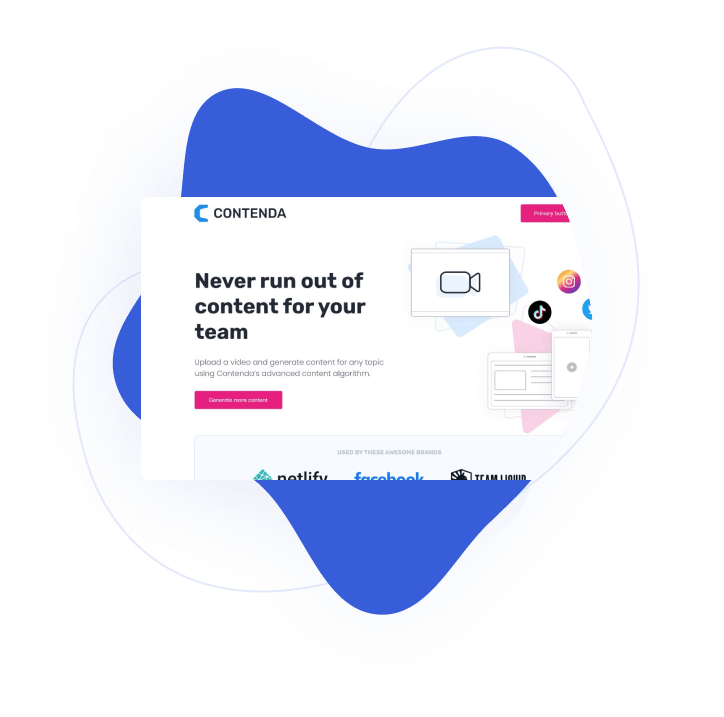 CONTENDA
Primary butt
Never run out of
content for your
team
Upload a video and generate content for any topic
using Contenda's advanced content algorithm.
Generate more content
USED BY THESE AWESOME BRANDS
netlify facebook TEAM LIQUID